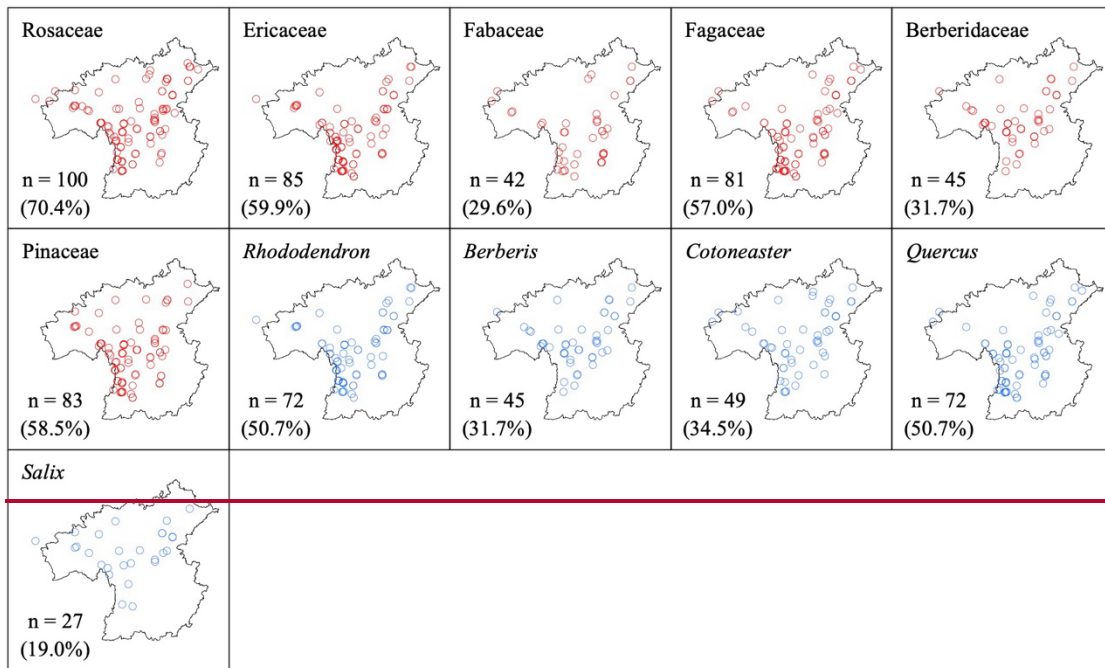 Rosaceae
n = 100
(70.4%)
Ericaceae
n = 85
(59.9%)
Fabaceae
n = 42
(29.6%)
Fagaceae
n = 81
(57.0%)
Berberidaceae
n = 45
(31.7%)
Pinaceae
n = 83
(58.5%)
Rhododendron
n = 72
(50.7%)
Berberis
n = 45
(31.7%)
Cotoneaster
n = 49
(34.5%)
Quercus
n = 72
(50.7%)
Salix
n = 27
(19.0%)